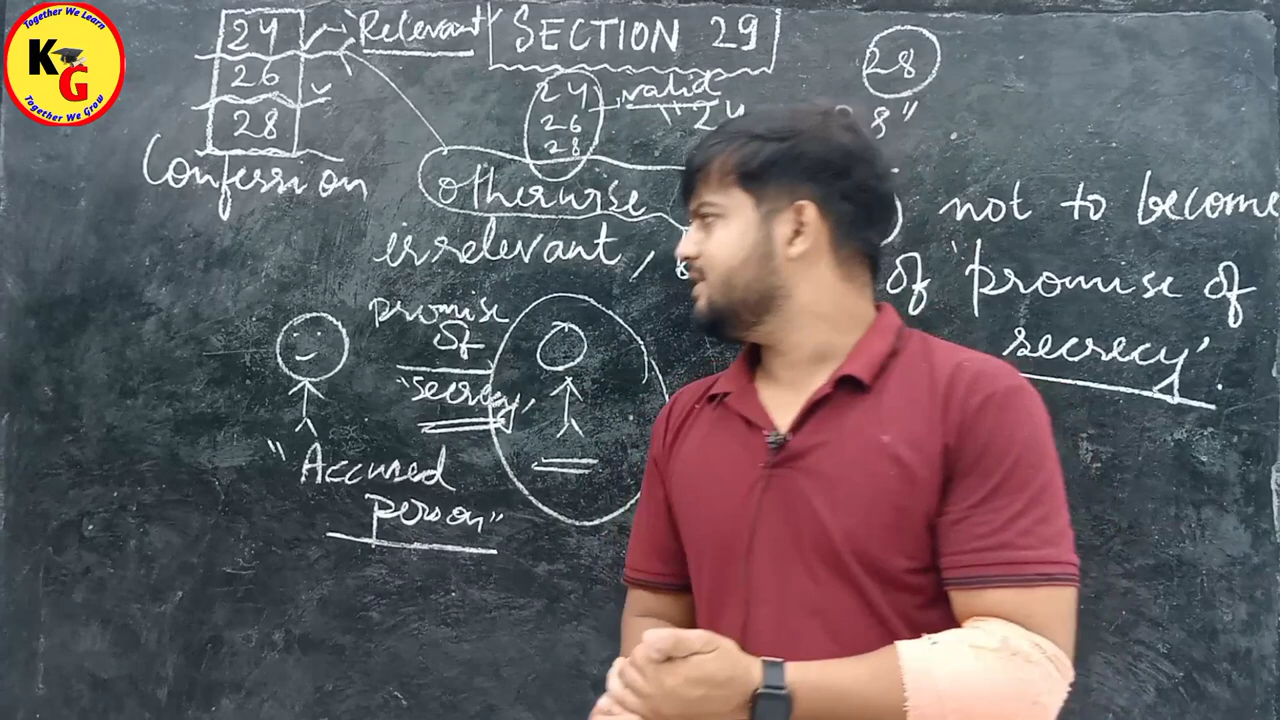 Together We Learn
KG
Together We Grow
24 Relevant
26
28
Confession
SECTION 29
24 valid
26
28
28
otherwise
irrelevant,
not to become
of 'promise of
secrecy'.
promise
of
'secrecy'
"Accused
person"